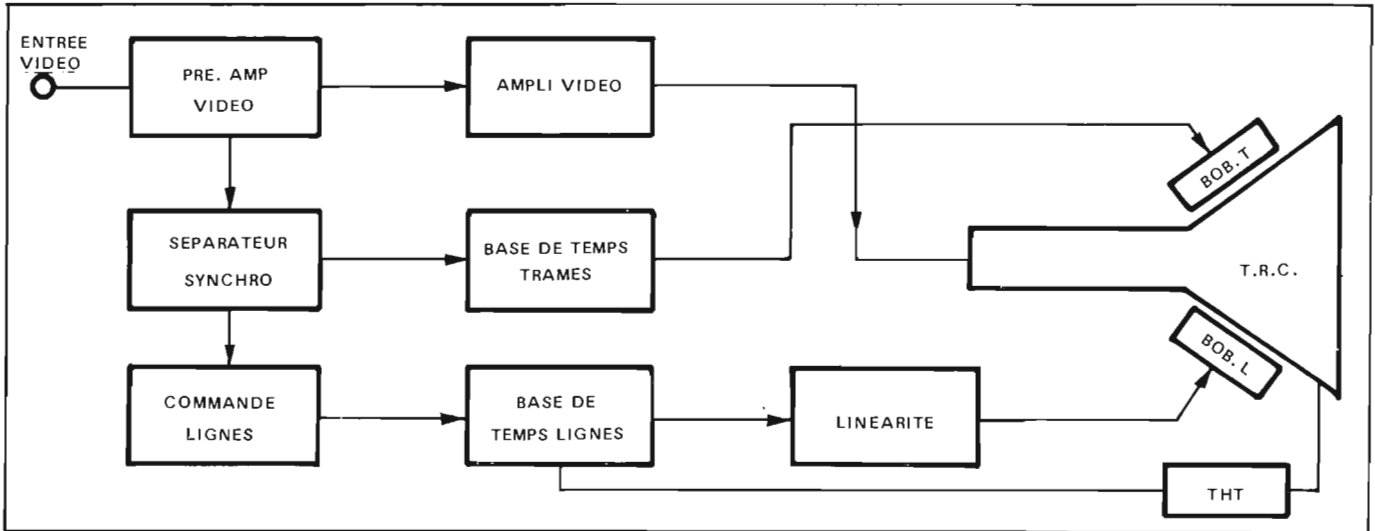 ENTREE
VIDEO
PRE. AMP
VIDEO
AMPLI VIDEO
BOB. T
SEPARATEUR
SYNCHRO
BASE DE TEMPS
TRAMES
T.R.C.
BOB. L
COMMANDE
LIGNES
BASE DE
TEMPS LIGNES
LINEARITE
THT